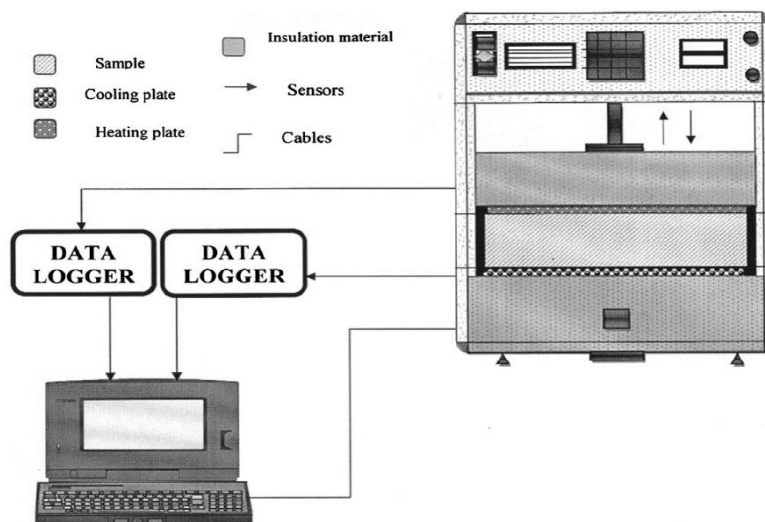 Insulation material
Sample
Sensors
Cooling plate
Heating plate
Cables
DATA
LOGGER
DATA
LOGGER